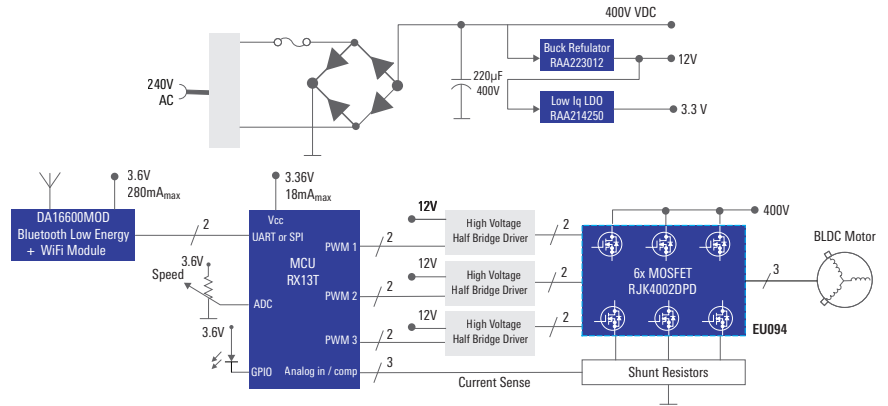 400V VDC
240V
AC
220µF
400V
Buck Refulator
RAA223012
12V
Low Iq LDO
RAA214250
3.3 V
3.6V
280mAmax
3.36V
18mAmax
DA16600MOD
Bluetooth Low Energy
+ WiFi Module
2
Vcc
UART or SPI
MCU
RX13T
PWM 1
PWM 2
PWM 3
ADC
GPIO
Analog in / comp
3.6V
Speed
3.6V
2
2
2
3
12V
High Voltage
Half Bridge Driver
2
12V
High Voltage
Half Bridge Driver
2
12V
High Voltage
Half Bridge Driver
2
Current Sense
400V
6x MOSFET
RJK4002DPD
EU094
Shunt Resistors
3
BLDC Motor